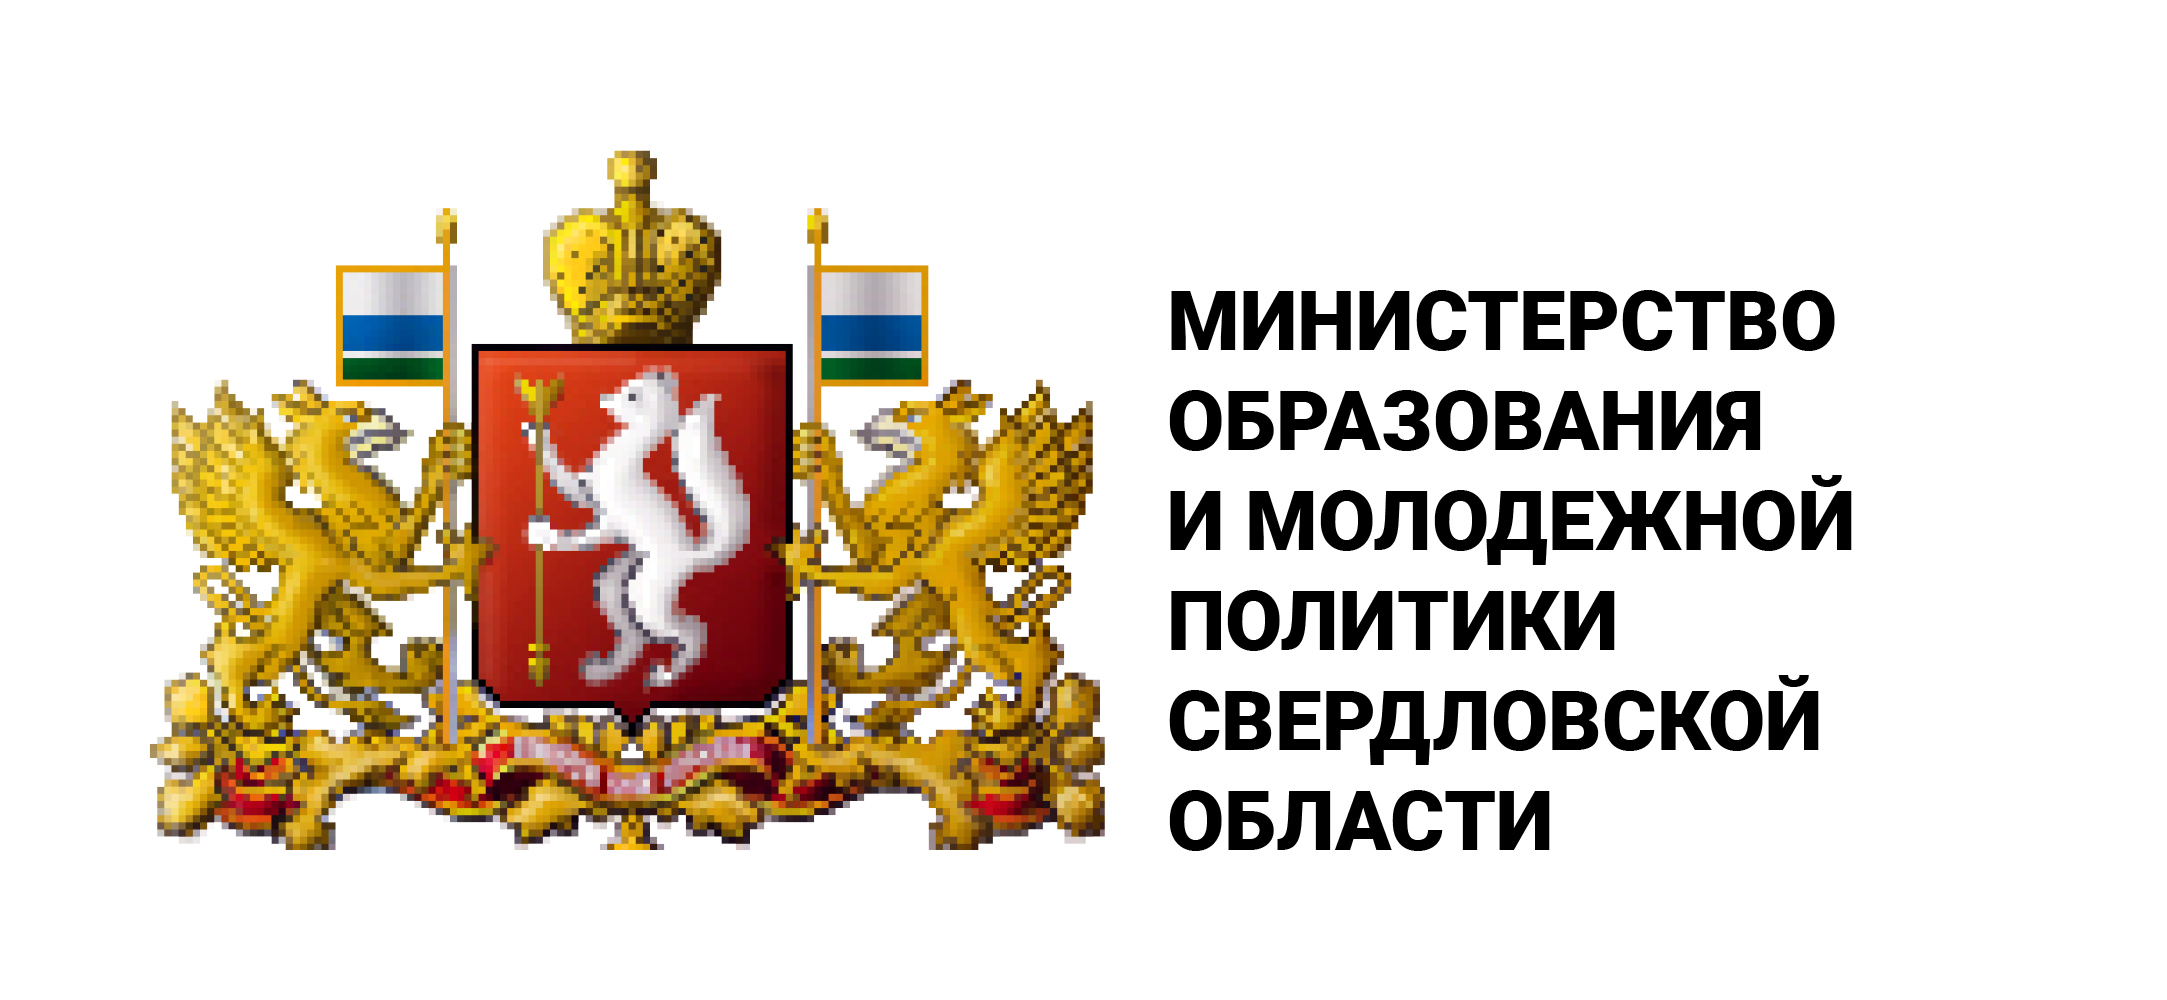 МИНИСТЕРСТВО
ОБРАЗОВАНИЯ
И МОЛОДЕЖНОЙ
ПОЛИТИКИ
СВЕРДЛОВСКОЙ
ОБЛАСТИ